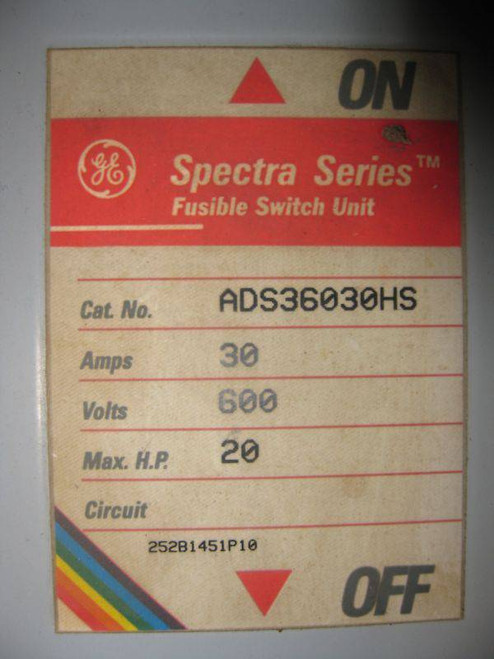 ON
GE
Spectra Series™
Fusible Switch Unit
Cat. No. ADS36030HS
Amps 30
Volts 600
Max. H.P. 20
Circuit
252B1451P10
OFF